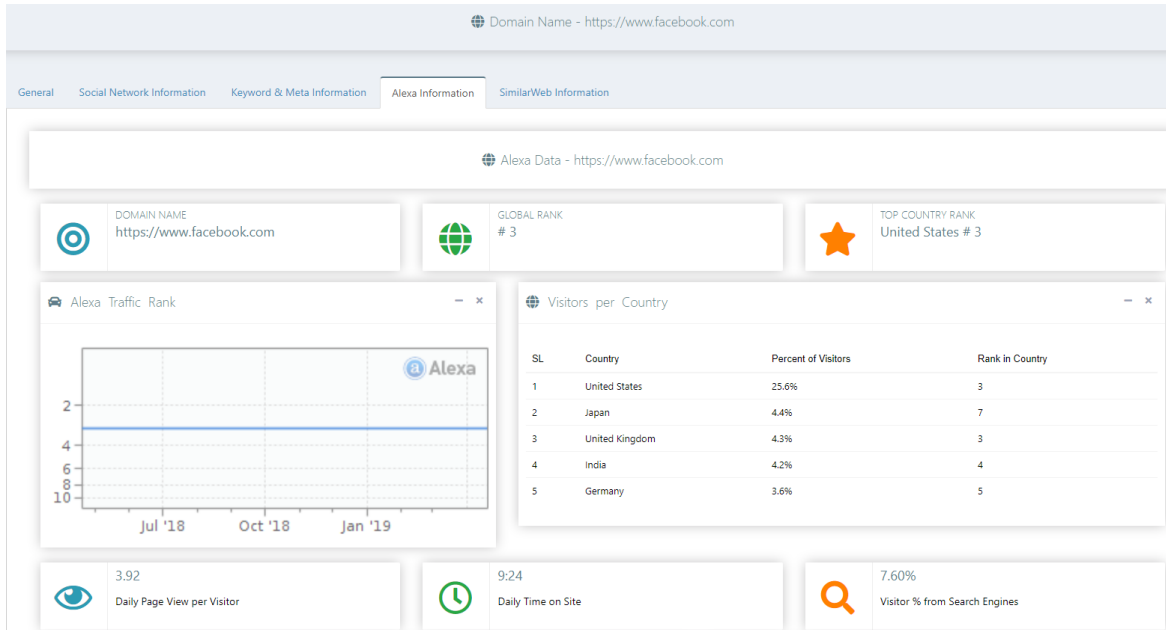 Domain Name - https://www.facebook.com
General Social Network Information Keyword & Meta Information Alexa Information SimilarWeb Information
Alexa Data - https://www.facebook.com
DOMAIN NAME
https://www.facebook.com
GLOBAL RANK
# 3
TOP COUNTRY RANK
United States # 3
Alexa Traffic Rank
a Alexa
2
4
6
8
10
Jul '18 Oct '18 Jan '19
Visitors per Country
SL Country Percent of Visitors Rank in Country
1 United States 25.6% 3
2 Japan 4.4% 7
3 United Kingdom 4.3% 3
4 India 4.2% 4
5 Germany 3.6% 5
3.92
Daily Page View per Visitor
9:24
Daily Time on Site
7.60%
Visitor % from Search Engines